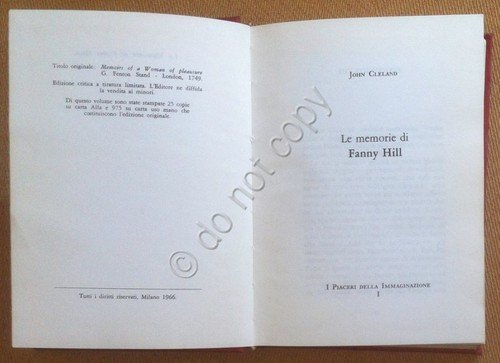 Titolo originale: Memoirs of a Woman of pleasure
G. Fenton Stand - London, 1749.
Edizione critica a tiratura limitata. L'Editore ne diffida
la vendita ai minori.
Di questo volume sono state stampate 25 copie
su carta Alfa e 975 su carta uso mano che
costituiscono l'edizione originale.
Tutti i diritti riservati. Milano 1966.
John Cleland
Le memorie di
Fanny Hill
I Piaceri della Immaginazione
1
© do not copy